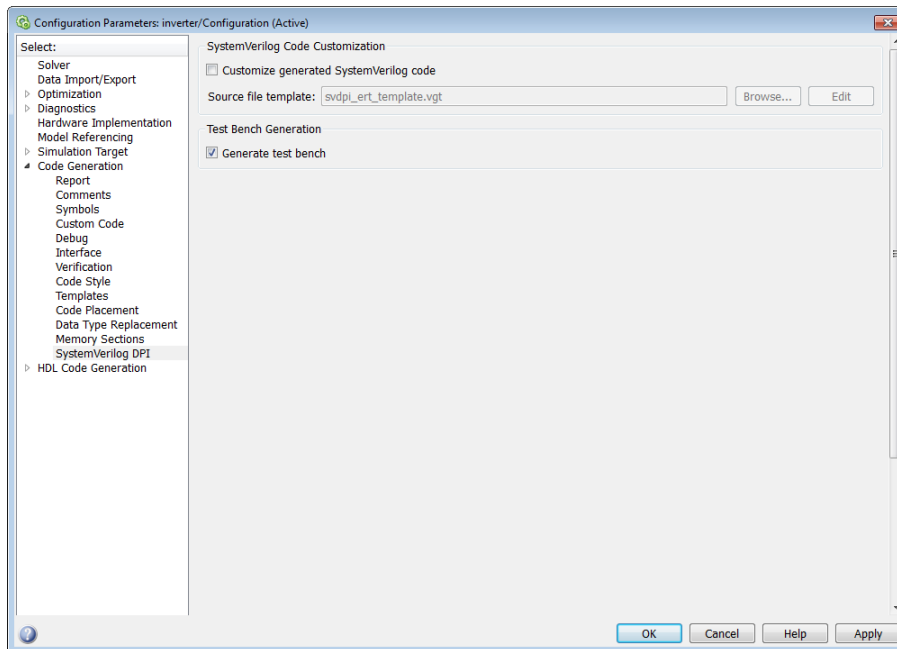 Configuration Parameters: inverter/Configuration (Active)
Select:
Solver
Data Import/Export
Optimization
Diagnostics
Hardware Implementation
Model Referencing
Simulation Target
Code Generation
Report
Comments
Symbols
Custom Code
Debug
Interface
Verification
Code Style
Templates
Code Placement
Data Type Replacement
Memory Sections
SystemVerilog DPI
HDL Code Generation
SystemVerilog Code Customization
Customize generated SystemVerilog code
Source file template: svdpi_ert_template.vgt Browse... Edit
Test Bench Generation
Generate test bench
OK Cancel Help Apply